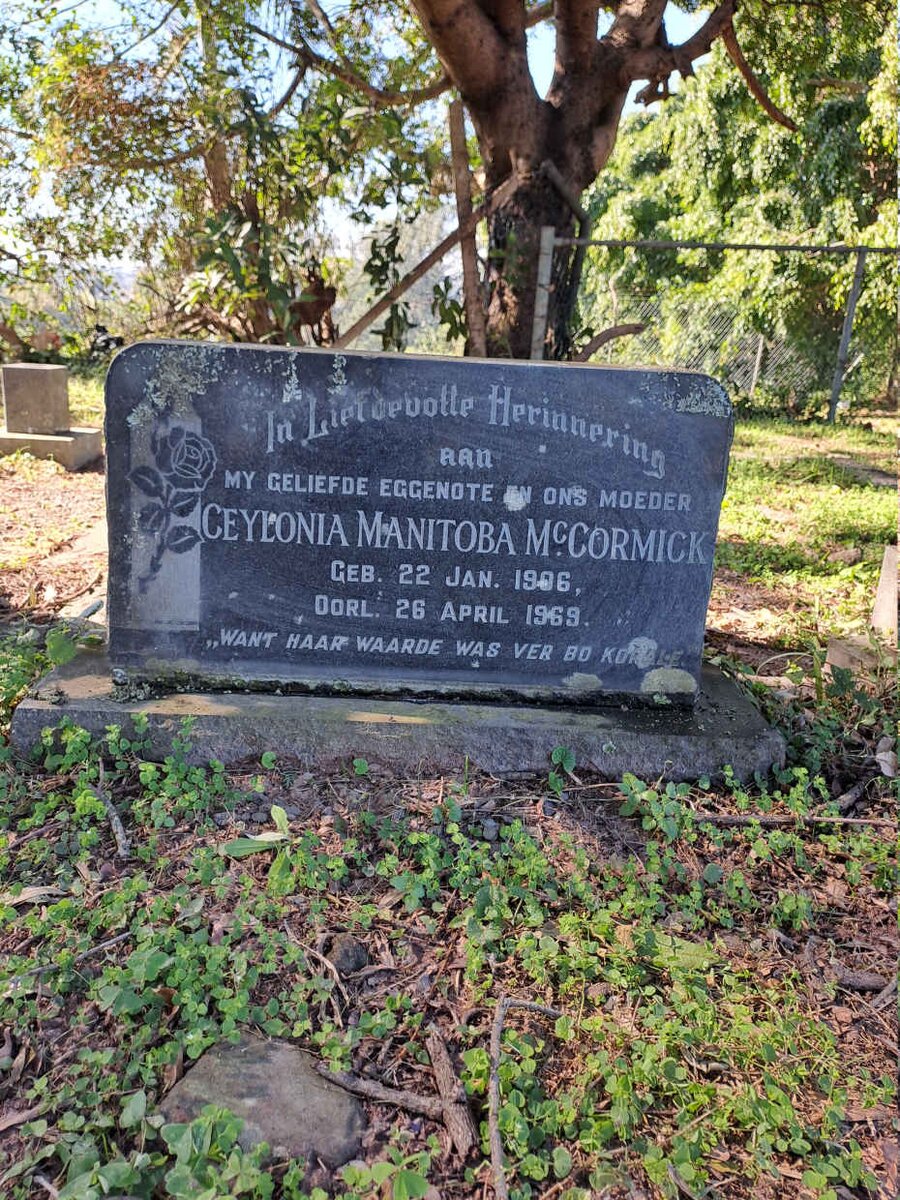 In Liefdevolle Herinnering
aan
MY GELIEFDE EGGENOTE EN ONS MOEDER
CEYLONIA MANITOBA McCORMICK
GEB. 22 JAN. 1906,
OORL. 26 APRIL 1969.
„WANT HAAR WAARDE WAS VER BO KORALE"